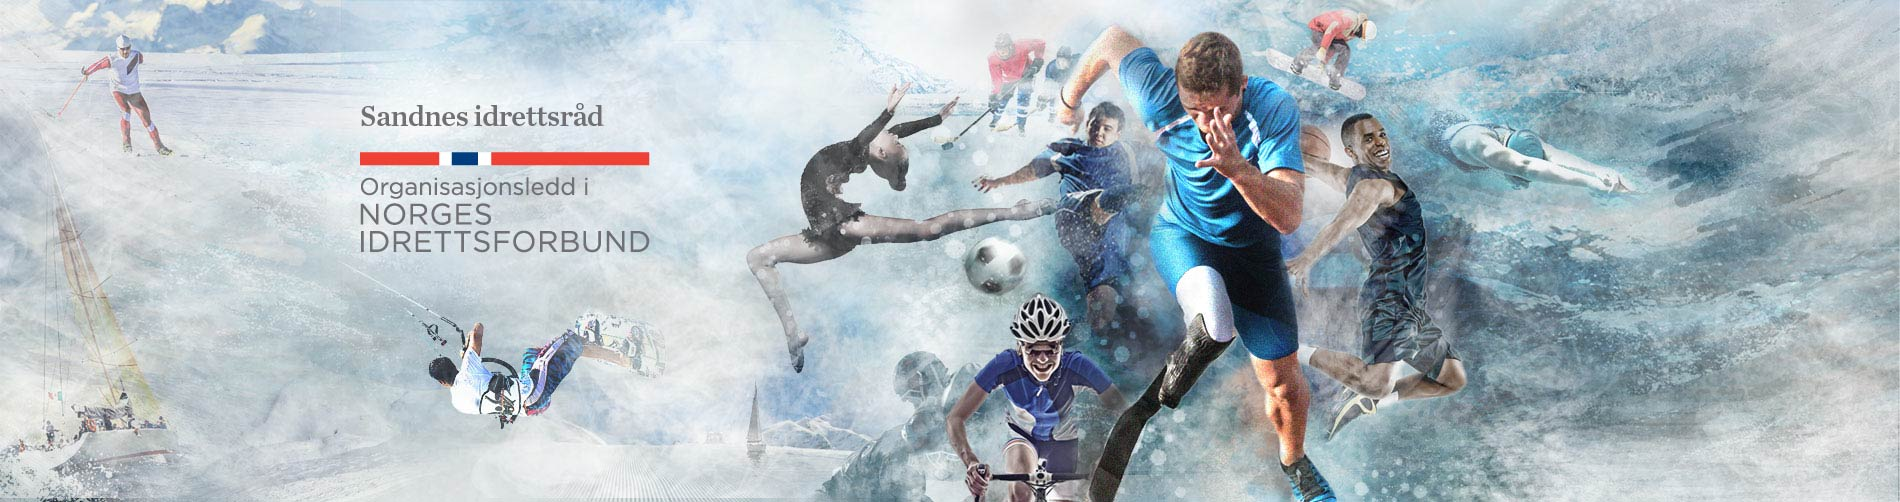 Sandnes idrettsråd
Organisasjonsledd i
NORGES
IDRETTSFORBUND